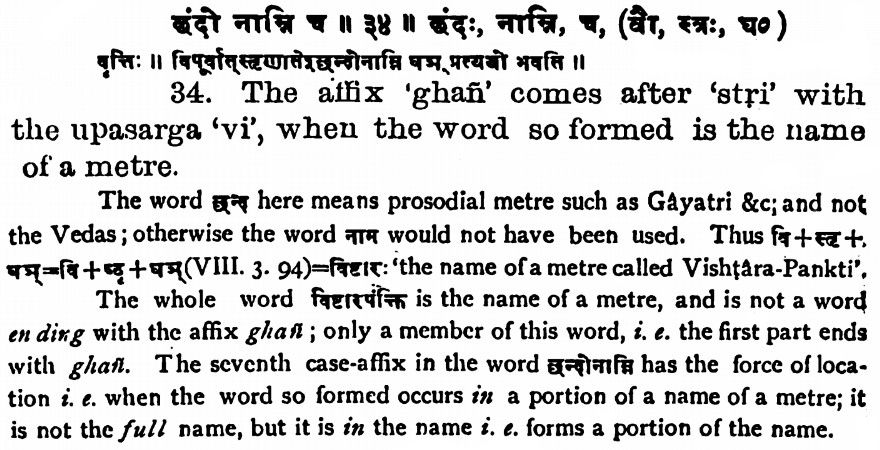 छंदो नाम्नि च ॥ ३४ ॥ छंदः, नाम्नि, च, (वौ, स्त्रः, घ०)
वृत्तिः ॥ विपूर्वात्स्तृणातेश्छन्दोनाम्नि घञ् प्रत्ययो भवति ॥
34. The affix 'ghañ' comes after 'stṛi' with
the upasarga 'vi', when the word so formed is the name
of a metre.
The word छन्द here means prosodial metre such as Gâyatri &c; and not
the Vedas; otherwise the word नाम would not have been used. Thus वि+स्तृ+
घञ्=वि+ष्टृ+घञ्(VIII. 3. 94)=विष्टारः 'the name of a metre called Vishṭâra-Pankti'.
The whole word विष्टारपंक्ति is the name of a metre, and is not a word
ending with the affix ghañ; only a member of this word, i. e. the first part ends
with ghañ. The seventh case-affix in the word छन्दोनाम्नि has the force of loca-
tion i. e. when the word so formed occurs in a portion of a name of a metre; it
is not the full name, but it is in the name i. e. forms a portion of the name.